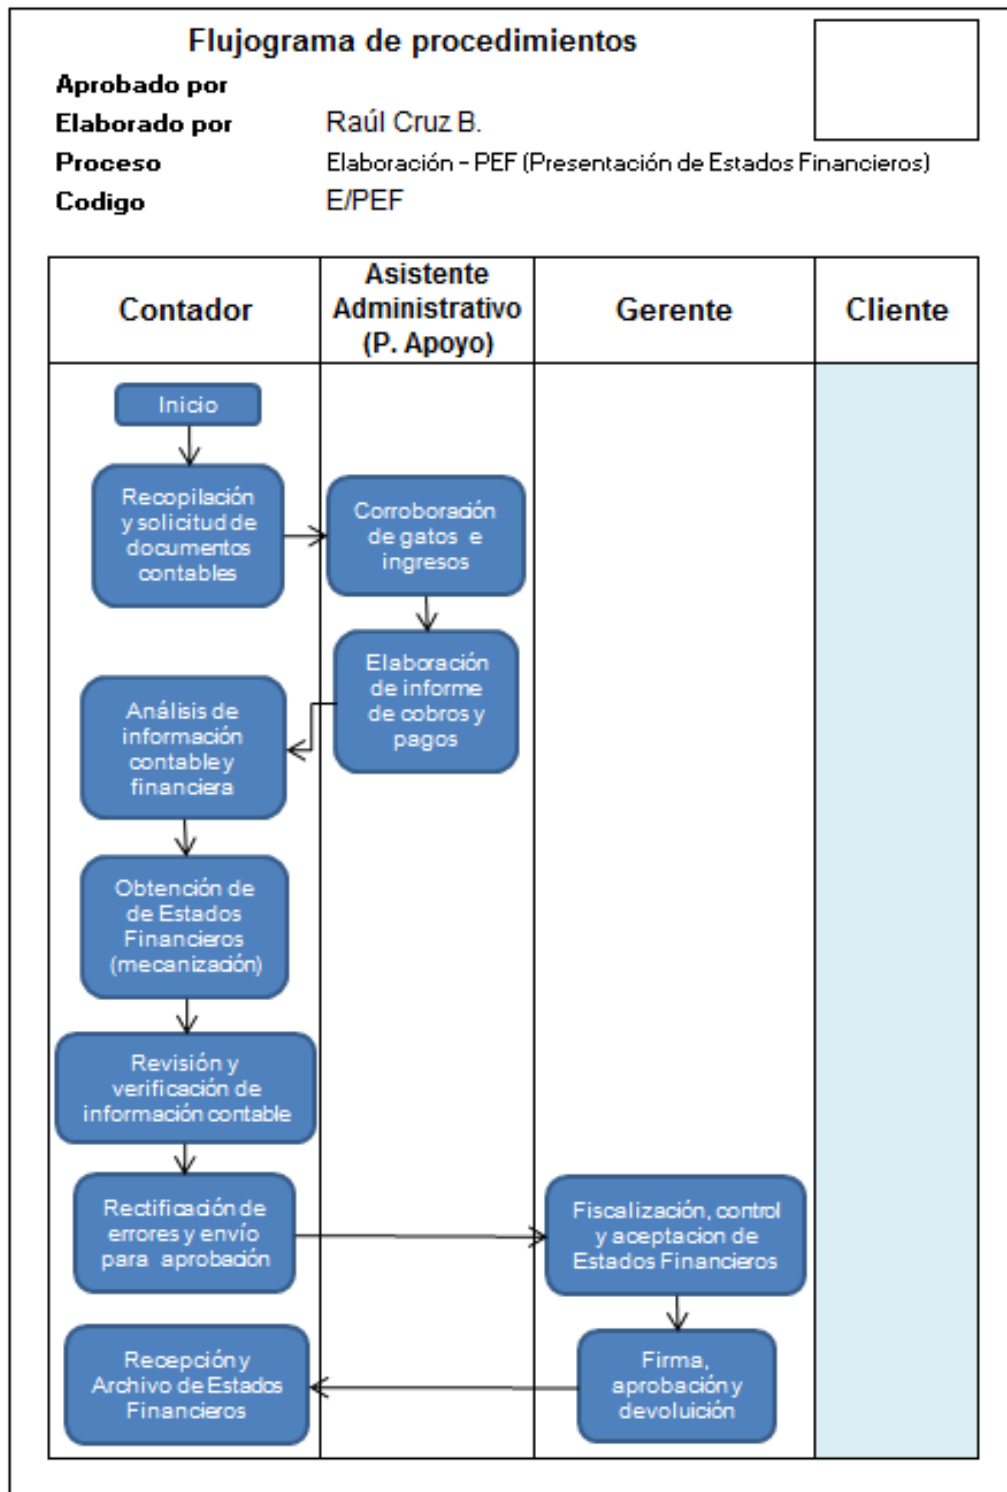 Flujograma de procedimientos
Aprobado por
Elaborado por Raúl Cruz B.
Proceso Elaboración - PEF (Presentación de Estados Financieros)
Codigo E/PEF
Contador
Asistente
Administrativo
(P. Apoyo)
Gerente
Cliente
Inicio
Recopilación
y solicitud de
documentos
contables
Corroboración
de gatos e
ingresos
Elaboración
de informe
de cobros y
pagos
Análisis de
información
contable y
financiera
Obtención de
de Estados
Financieros
(mecanización)
Revisión y
verificación de
información contable
Rectificación de
errores y envío
para aprobación
Fiscalización, control
y aceptacion de
Estados Financieros
Firma,
aprobación y
devoluición
Recepción y
Archivo de Estados
Financieros